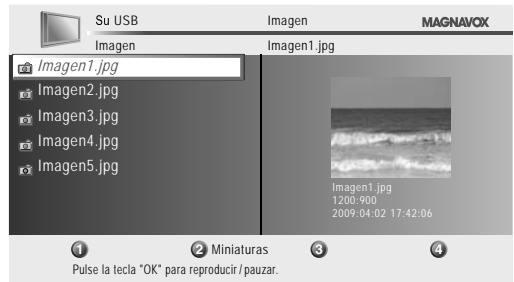 Su USB Imagen MAGNAVOX
Imagen Imagen1.jpg
Imagen1.jpg
Imagen2.jpg
Imagen3.jpg
Imagen4.jpg
Imagen5.jpg
Imagen1.jpg
1200:900
2009:04:02 17:42:06
1 2 Miniaturas 3 4
Pulse la tecla "OK" para reproducir / pauzar.